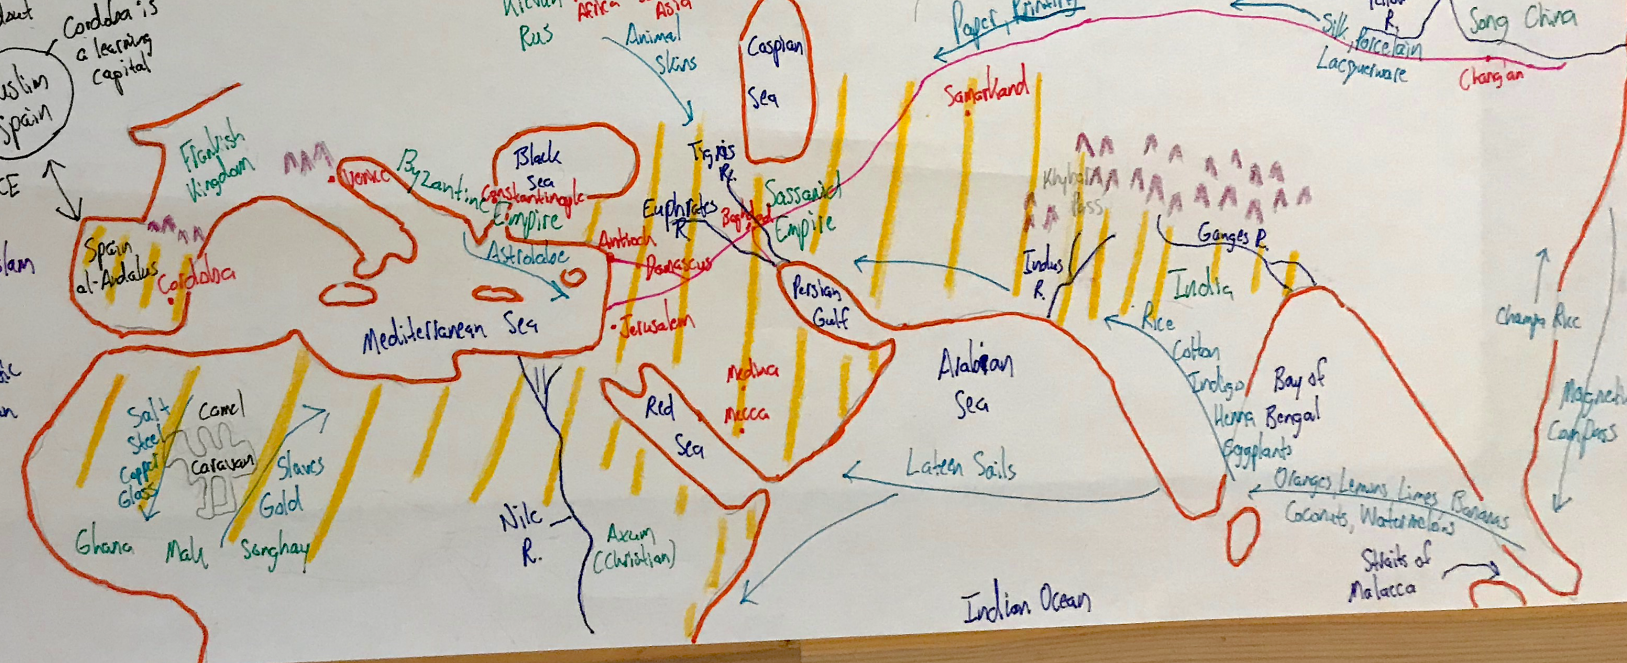 Cordoba is
a learning
capital
Spain
Rus
Africa
Asia
Animal
Skins
Caspian
Sea
Paper, Printing
Silk, Porcelain
Lacquerware
R.
Song China
Chang'an
Samarkand
Frankish
Kingdom
Venice
Byzantine
Empire
Black
Sea
Constantinople
Astrolabe
Tigris
R.
Euphrates
R.
Baghdad
Sassanid
Empire
Khybal
Pass
Spain
al-Andalus
Cordoba
Antioch
Damascus
Jerusalem
Mediterranean Sea
Persian
Gulf
Indus
R.
Ganges R.
India
Rice
Cotton
Indigo
Henna
Eggplants
Bay of
Bengal
Champa Rice
Compass
Arabian
Sea
Medina
Mecca
Red
Sea
Salt
Steel
Copper
Glass
Camel
Caravan
Slaves
Gold
Ghana
Mali
Songhay
Nile
R.
Axum
(Christian)
Lateen Sails
Oranges, Lemons, Limes, Bananas
Coconuts, Watermelons
Straits of
Malacca
Indian Ocean